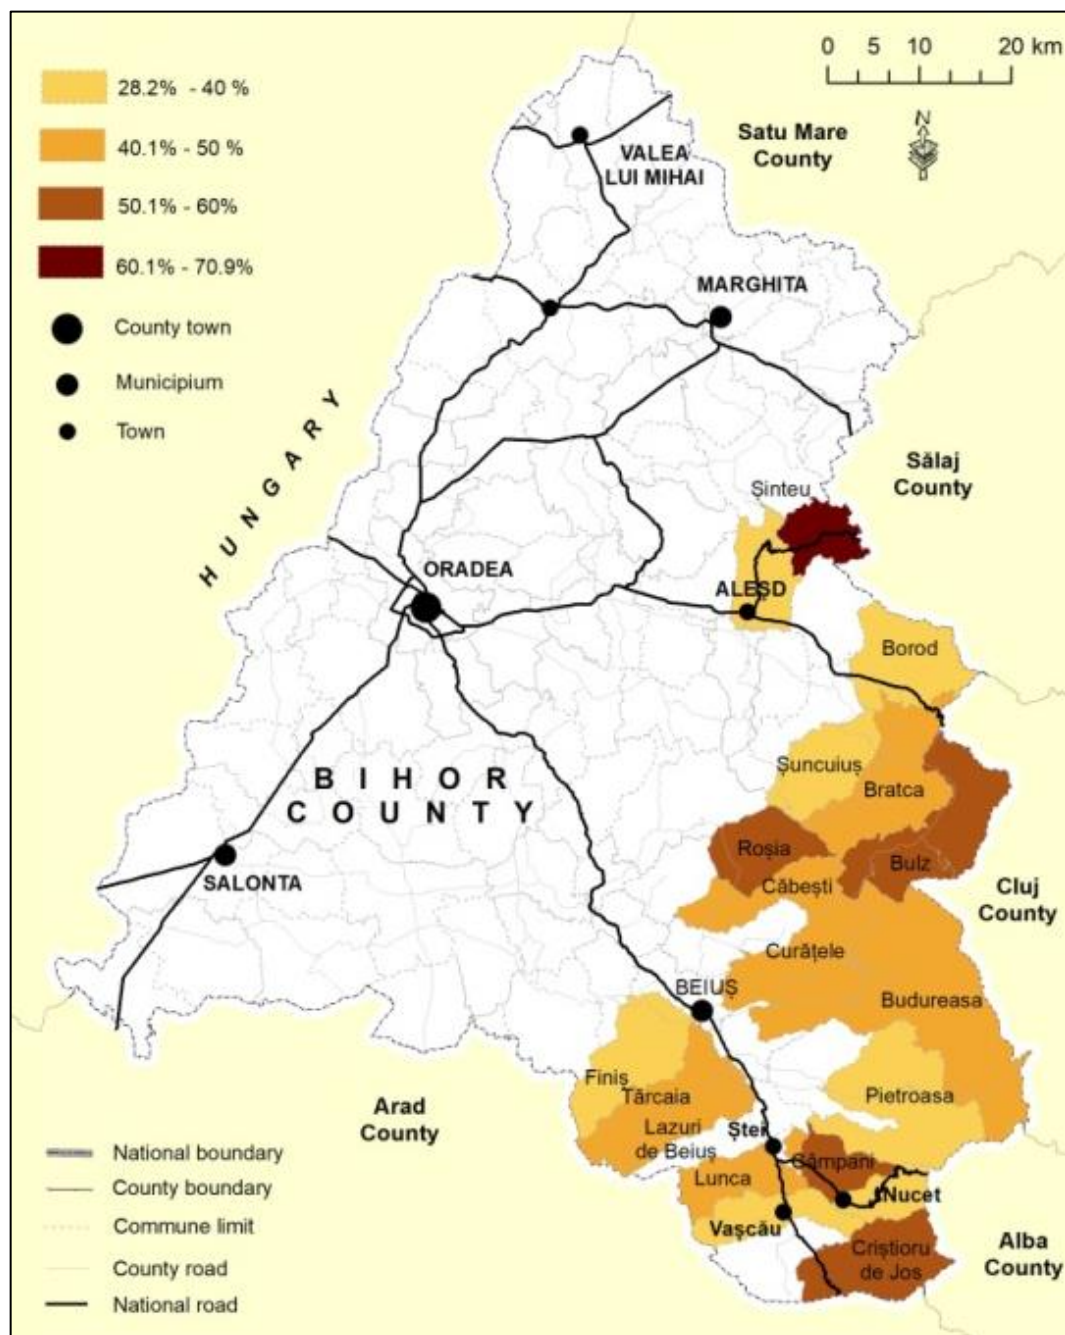 28.2% - 40 %
40.1% - 50 %
50.1% - 60%
60.1% - 70.9%
County town
Municipium
Town
0 5 10 20 km
N
Satu Mare
County
VALEA
LUI MIHAI
MARGHITA
HUNGARY
Sălaj
County
Șinteu
ORADEA
ALEȘD
Borod
BIHOR
COUNTY
Șuncuiuș
Bratca
Roșia
Bulz
SALONTA
Căbești
Cluj
County
Curățele
BEIUȘ
Budureasa
Finiș
Tărcaia
Pietroasa
Arad
County
Lazuri
de Beiuș
Ștei
Câmpani
Lunca
Nucet
Vașcău
Criștioru
de Jos
Alba
County
National boundary
County boundary
Commune limit
County road
National road